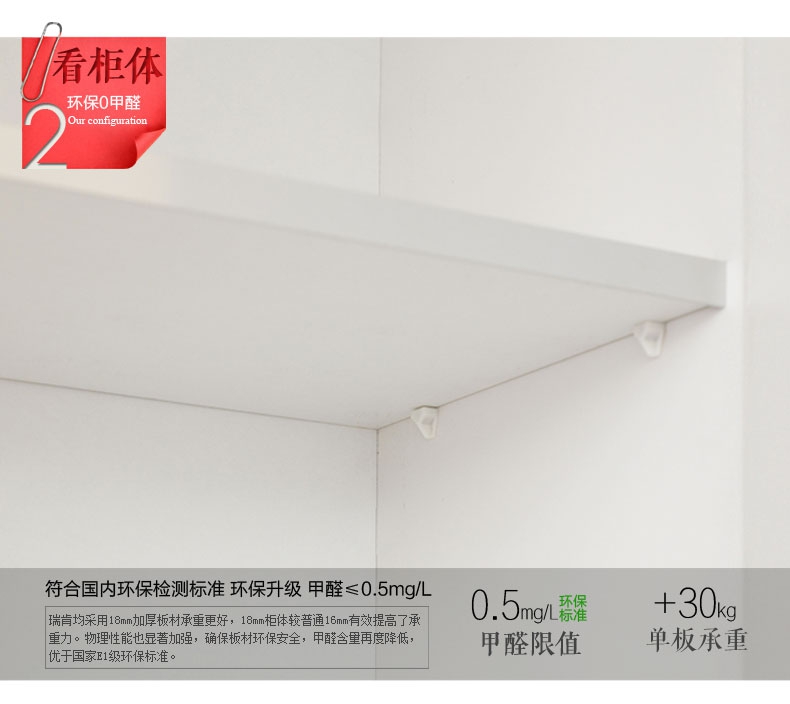 看柜体
环保0甲醛
Our configuration
2
符合国内环保检测标准 环保升级 甲醛≤0.5mg/L
瑞肯均采用18mm加厚板材承重更好，18mm柜体较普通16mm有效提高了承
重力。物理性能也显著加强，确保板材环保安全，甲醛含量再度降低，
优于国家E1级环保标准。
0.5mg/L环保标准
甲醛限值
+30kg
单板承重